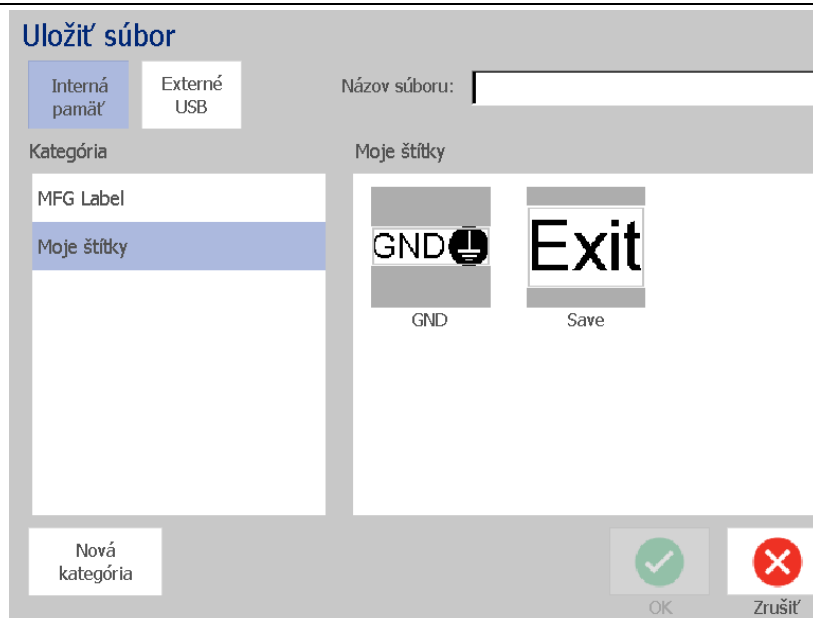 Uložiť súbor
Interná
pamäť
Externé
USB
Názov súboru:
Kategória
Moje štítky
MFG Label
Moje štítky
GND
Exit
GND
Save
Nová
kategória
OK
Zrušiť